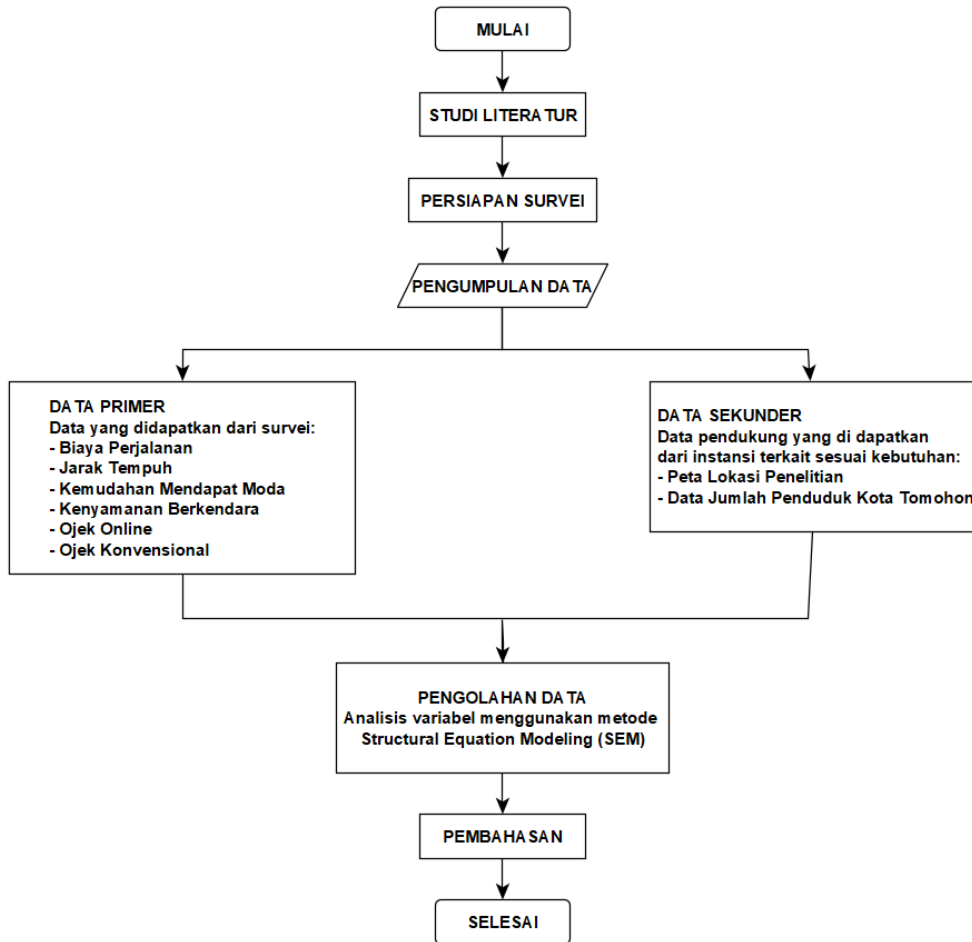 MULAI
STUDI LITERATUR
PERSIAPAN SURVEI
PENGUMPULAN DATA
DATA PRIMER
Data yang didapatkan dari survei:
- Biaya Perjalanan
- Jarak Tempuh
- Kemudahan Mendapat Moda
- Kenyamanan Berkendara
- Ojek Online
- Ojek Konvensional
DATA SEKUNDER
Data pendukung yang di dapatkan
dari instansi terkait sesuai kebutuhan:
- Peta Lokasi Penelitian
- Data Jumlah Penduduk Kota Tomohon
PENGOLAHAN DATA
Analisis variabel menggunakan metode
Structural Equation Modeling (SEM)
PEMBAHASAN
SELESAI